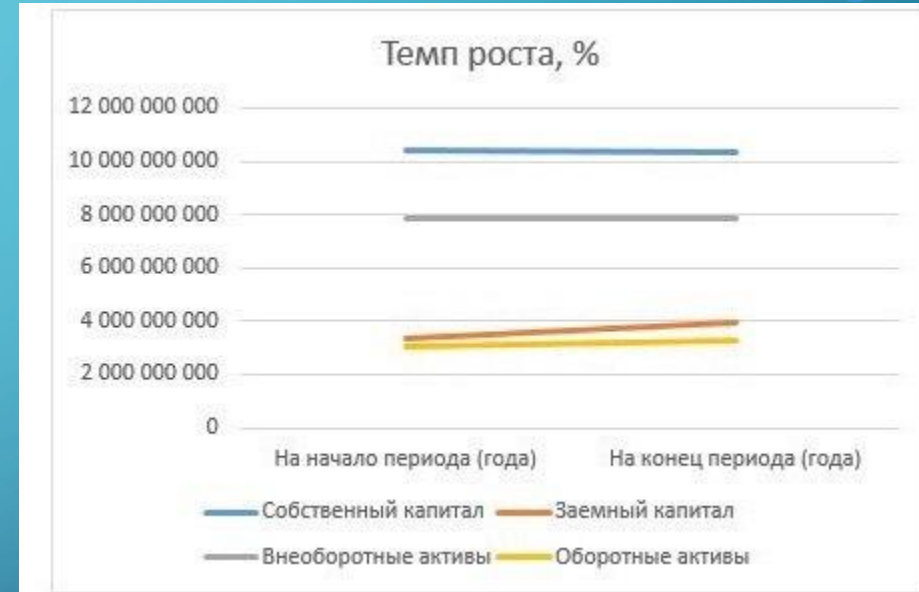 Темп роста, %
12 000 000 000
10 000 000 000
8 000 000 000
6 000 000 000
4 000 000 000
2 000 000 000
0
На начало периода (года) На конец периода (года)
Собственный капитал Заемный капитал
Внеоборотные активы Оборотные активы